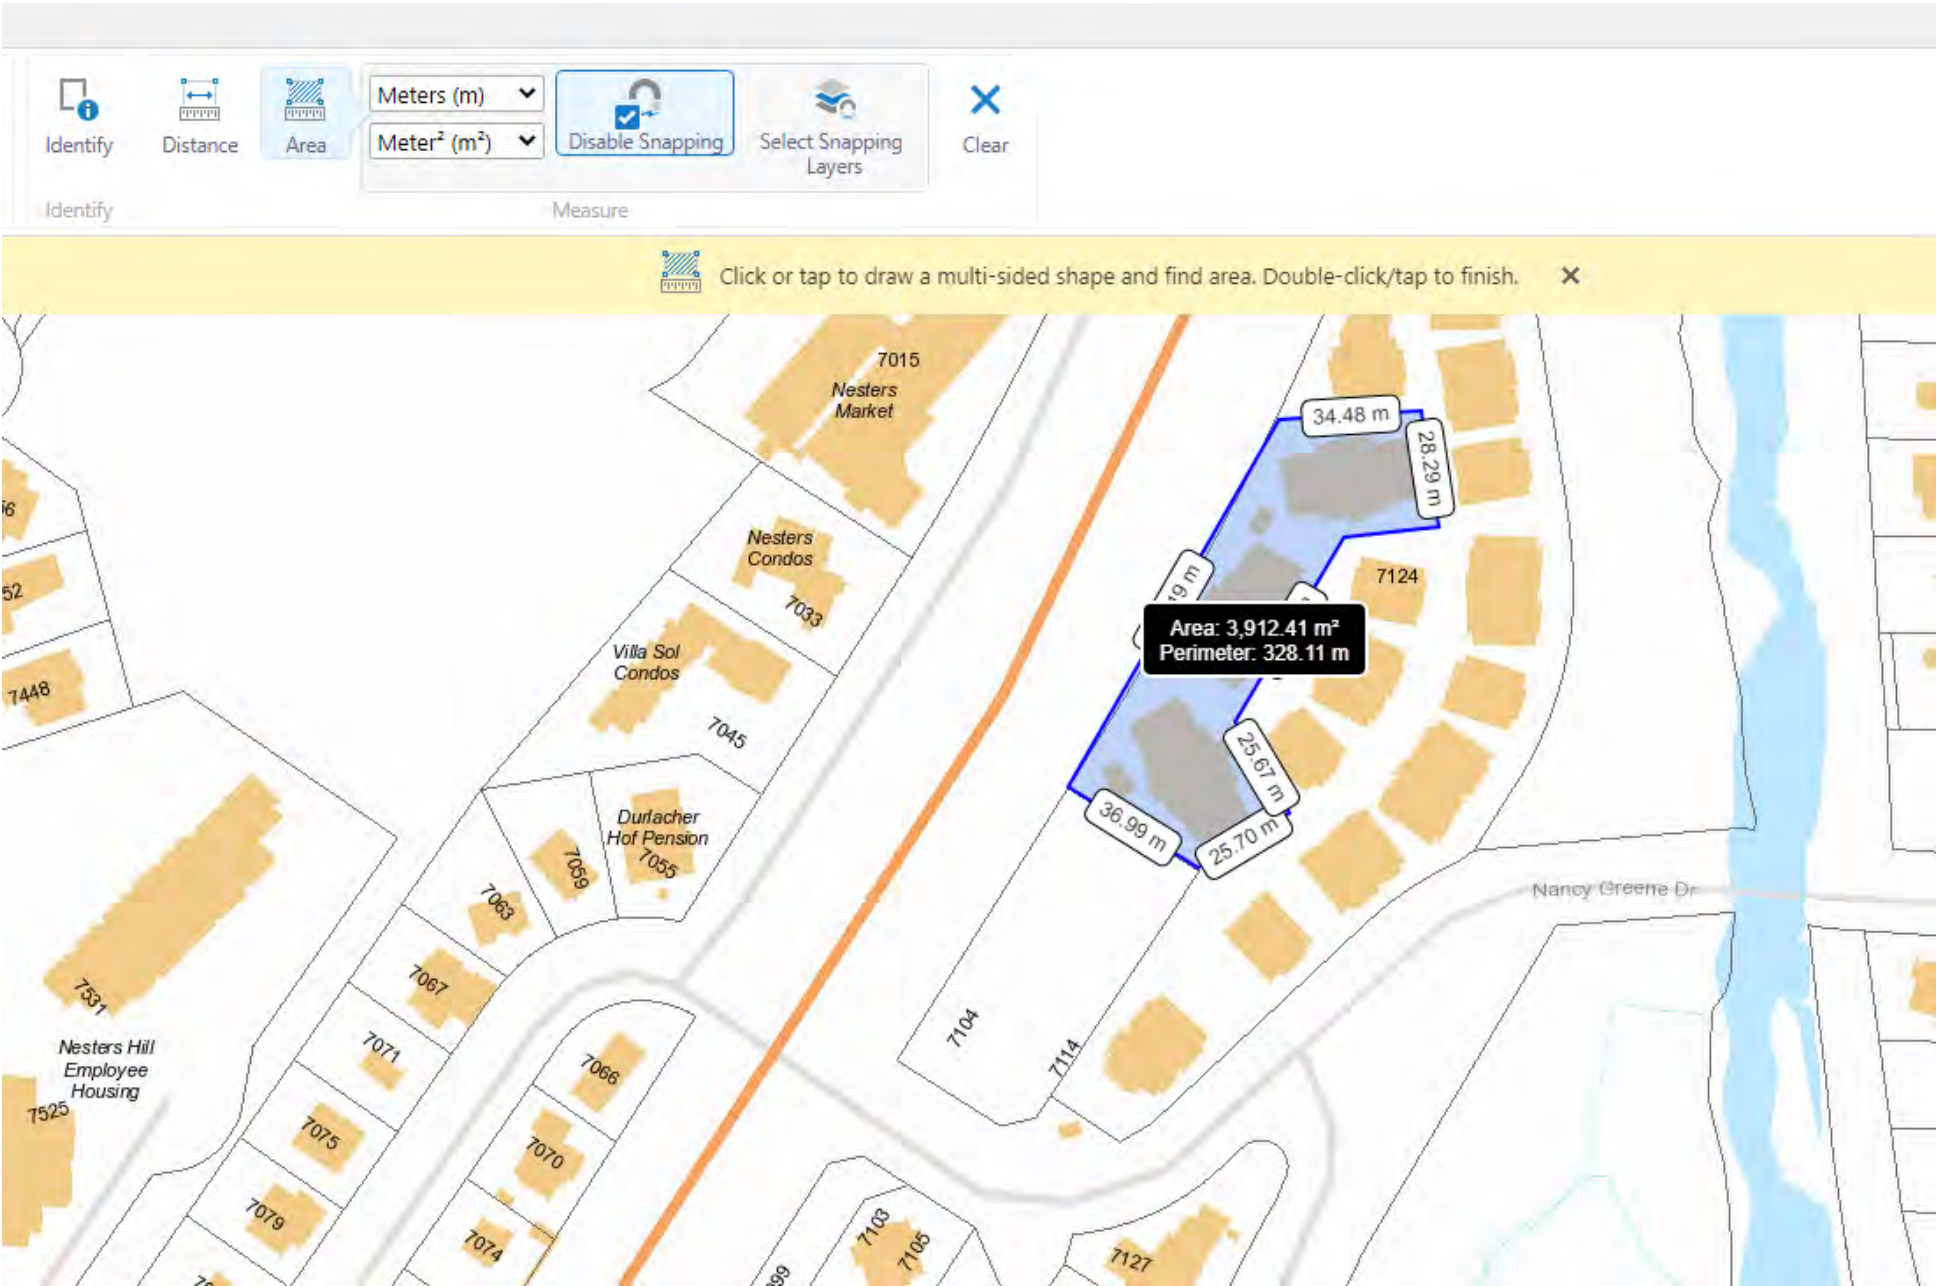 Identify
Distance
Area
Meters (m)
Meter² (m²)
Disable Snapping
Select Snapping
Layers
Clear
Identify
Measure
Click or tap to draw a multi-sided shape and find area. Double-click/tap to finish.
7015
Nesters
Market
34.48 m
28.29 m
Nesters
Condos
7033
7124
52
19 m
Area: 3,912.41 m²
Perimeter: 328.11 m
Villa Sol
Condos
7448
7045
25.67 m
Durlacher
Hof Pension
7055
7059
36.99 m
25.70 m
Nancy Greene Dr
7063
7067
7531
7104
7114
Nesters Hill
Employee
Housing
7071
7066
7525
7075
7070
7079
7074
7103
7105
7127